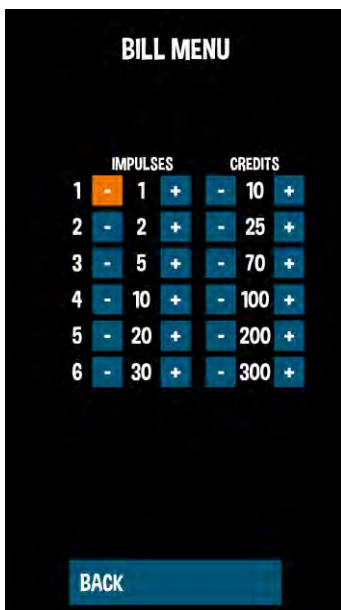 BILL MENU
IMPULSES CREDITS
1 - 1 + - 10 +
2 - 2 + - 25 +
3 - 5 + - 70 +
4 - 10 + - 100 +
5 - 20 + - 200 +
6 - 30 + - 300 +
BACK